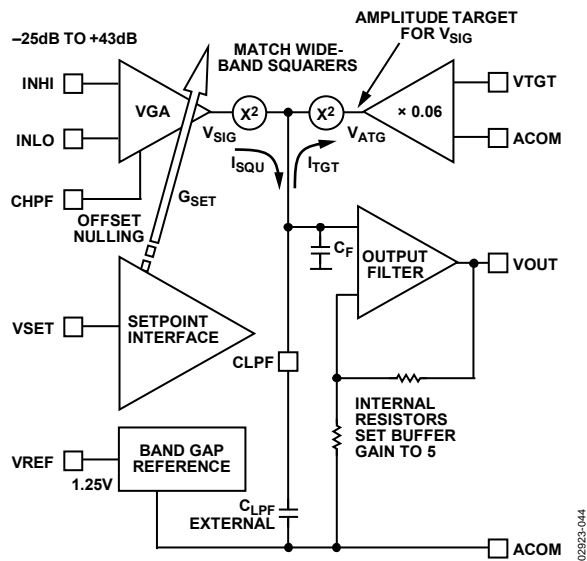 –25dB TO +43dB
AMPLITUDE TARGET
FOR VSIG
MATCH WIDE-
BAND SQUARERS
INHI
VGA
X2
X2
× 0.06
VTGT
INLO
VSIG
VATG
ACOM
ISQU
ITGT
CHPF
GSET
OFFSET
NULLING
CF
OUTPUT
FILTER
VOUT
VSET
SETPOINT
INTERFACE
CLPF
INTERNAL
RESISTORS
SET BUFFER
GAIN TO 5
VREF
1.25V
BAND GAP
REFERENCE
CLPF
EXTERNAL
ACOM
02923-044